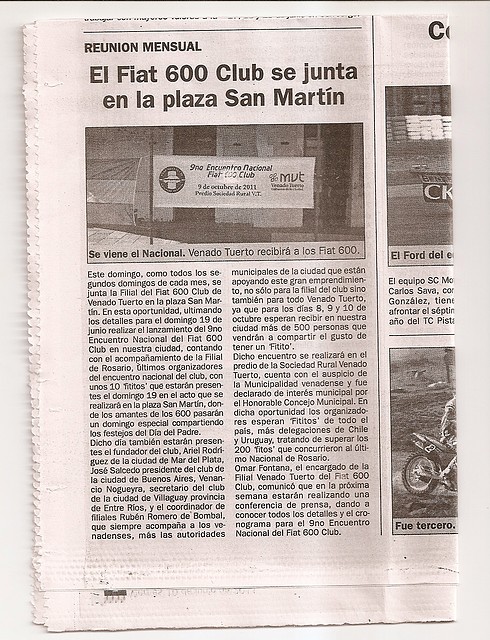 REUNION MENSUAL
El Fiat 600 Club se junta
en la plaza San Martín
9no Encuentro Nacional
Fiat 600 Club
9 de octubre de 2011
Predio Sociedad Rural V.T.
mvt
Venado Tuerto
Se viene el Nacional. Venado Tuerto recibirá a los Fiat 600.
Este domingo, como todos los se-
gundos domingos de cada mes, se
junta la Filial del Fiat 600 Club de
Venado Tuerto en la plaza San Mar-
tín. En esta oportunidad, ultimando
los detalles para el domingo 19 de
junio realizar el lanzamiento del 9no
Encuentro Nacional del Fiat 600
Club en nuestra ciudad, contando
con el acompañamiento de la Filial
de Rosario, últimos organizadores
del encuentro nacional del club, con
unos 10 'fititos' que estarán presen-
tes el domingo 19 en el acto que se
realizará en la plaza San Martín, don-
de los amantes de los 600 pasarán
un domingo especial compartiendo
los festejos del Día del Padre.
Dicho día también estarán presen-
tes el fundador del club, Ariel Rodrí-
guez de la ciudad de Mar del Plata,
José Salcedo presidente del club de
la ciudad de Buenos Aires, Venan-
cio Nogueyra, secretario del club
de la ciudad de Villaguay provincia
de Entre Ríos, y el coordinador de
filiales Rubén Romero de Bombal,
que siempre acompaña a los ve-
nadenses, más las autoridades
municipales de la ciudad que están
apoyando este gran emprendimien-
to, no sólo para la filial del club sino
también para todo Venado Tuerto,
ya que para los días 8, 9 y 10 de
octubre esperan recibir en nuestra
ciudad más de 500 personas que
vendrán a compartir el gusto de
tener un 'Fitito'.
Dicho encuentro se realizará en el
predio de la Sociedad Rural Venado
Tuerto, cuenta con el auspicio de
la Municipalidad venadense y fue
declarado de interés municipal por
el Honorable Concejo Municipal. En
dicha oportunidad los organizado-
res esperan 'Fititos' de todo el
país, más delegaciones de Chile
y Uruguay, tratando de superar los
200 'fitos' que concurrieron al últi-
mo Nacional de Rosario.
Omar Fontana, el encargado de la
Filial Venado Tuerto del Fiat 600
Club, comunicó que en la próxima
semana estarán realizando una
conferencia de prensa, dando a
conocer todos los detalles y el cro-
nograma para el 9no Encuentro
Nacional del Fiat 600 Club.
CK
El Ford del e
El equipo SC Mo
Carlos Sava, con
González, tiene
afrontar el séptim
año del TC Pista
Fue tercero.